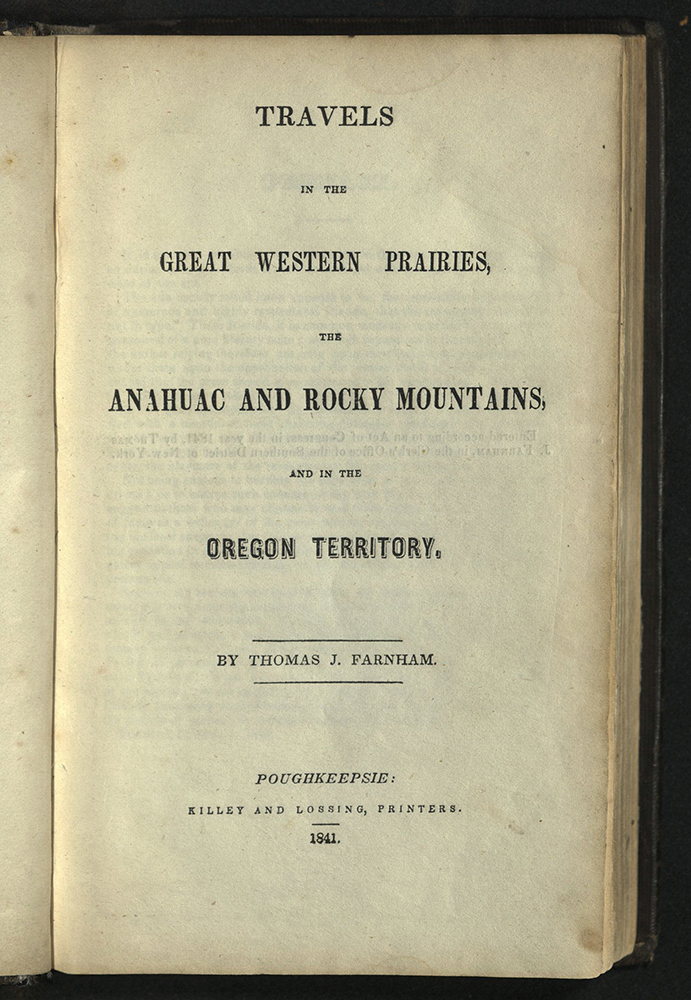 TRAVELS
IN THE
GREAT WESTERN PRAIRIES,
THE
ANAHUAC AND ROCKY MOUNTAINS,
AND IN THE
OREGON TERRITORY.
BY THOMAS J. FARNHAM.
POUGHKEEPSIE:
KILLEY AND LOSSING, PRINTERS.
1841.